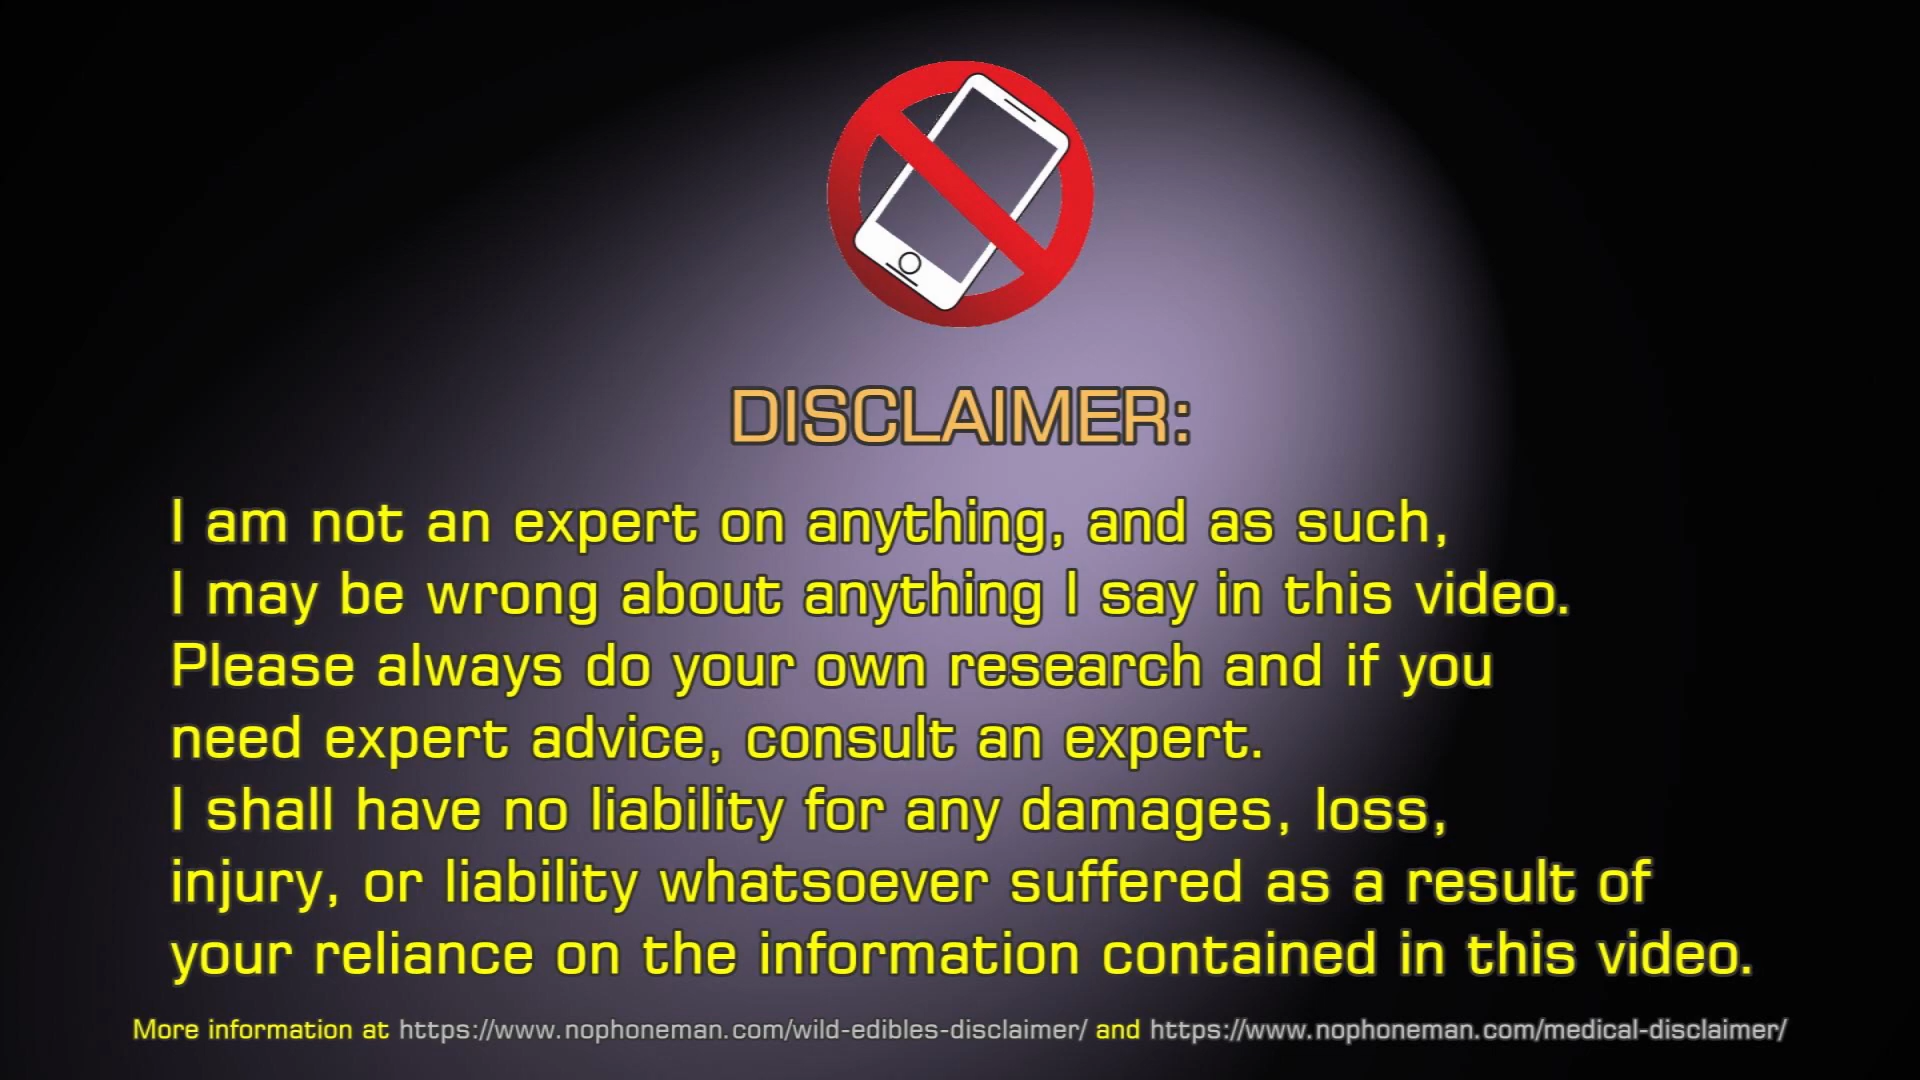 DISCLAIMER:
I am not an expert on anything, and as such,
I may be wrong about anything I say in this video.
Please always do your own research and if you
need expert advice, consult an expert.
I shall have no liability for any damages, loss,
injury, or liability whatsoever suffered as a result of
your reliance on the information contained in this video.
More information at https://www.nophoneman.com/wild-edibles-disclaimer/ and https://www.nophoneman.com/medical-disclaimer/